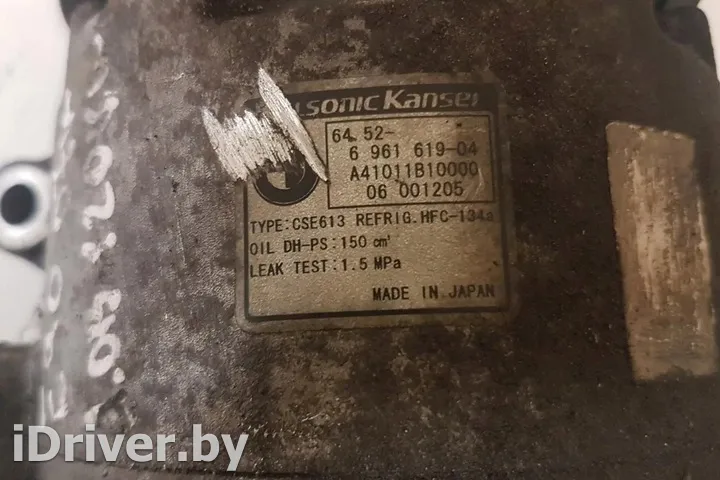 sonic Kansei
64.52-
6 961 619-04
A41011B10000
06 001205
TYPE:CSE613 REFRIG.HFC-134a
OIL DH-PS:150 cm³
LEAK TEST:1.5 MPa
MADE IN JAPAN
iDriver.by